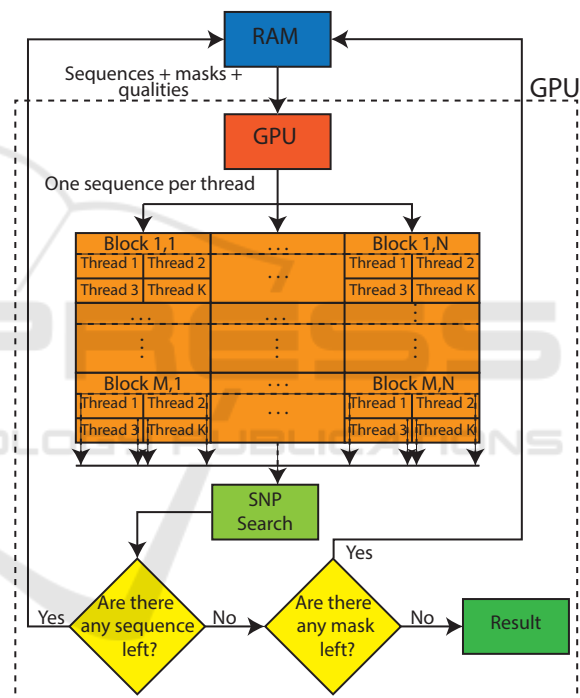 RAM
Sequences + masks +
qualities
GPU
GPU
One sequence per thread
Block 1,1 ... Block 1,N
Thread 1 Thread 2 ... Thread 1 Thread 2
Thread 3 Thread K Thread 3 Thread K
... ... ⋮
⋮ ⋮ ⋮
Block M,1 ... Block M,N
Thread 1 Thread 2 ... Thread 1 Thread 2
Thread 3 Thread K Thread 3 Thread K
SNP
Search
Yes
Are there
any sequence
left?
Yes
No
Are there
any mask
left?
No
Result
PRESS
NOLOGY PUBLICATIONS